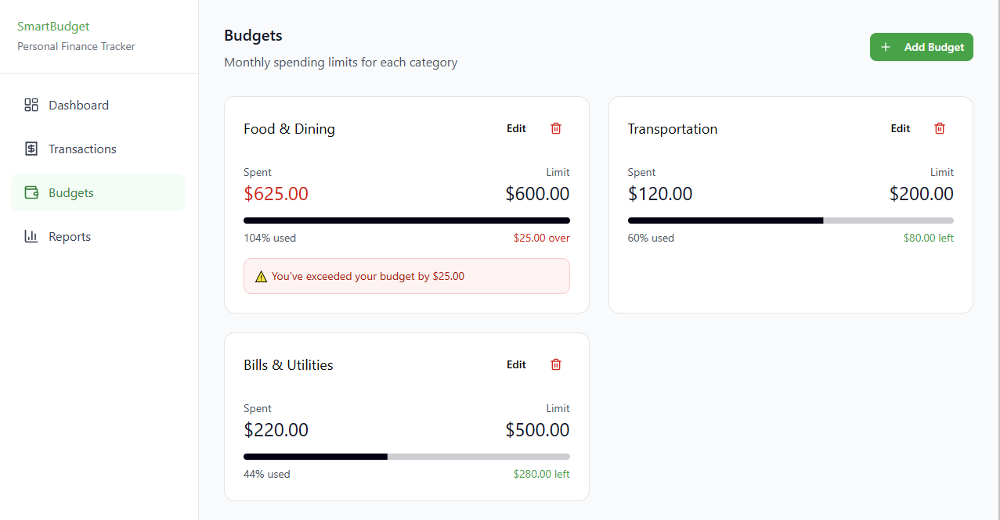 SmartBudget
Personal Finance Tracker
Dashboard
Transactions
Budgets
Reports
Budgets
Monthly spending limits for each category
+ Add Budget
Food & Dining Edit
Spent Limit
$625.00 $600.00
104% used $25.00 over
You've exceeded your budget by $25.00
Transportation Edit
Spent Limit
$120.00 $200.00
60% used $80.00 left
Bills & Utilities Edit
Spent Limit
$220.00 $500.00
44% used $280.00 left